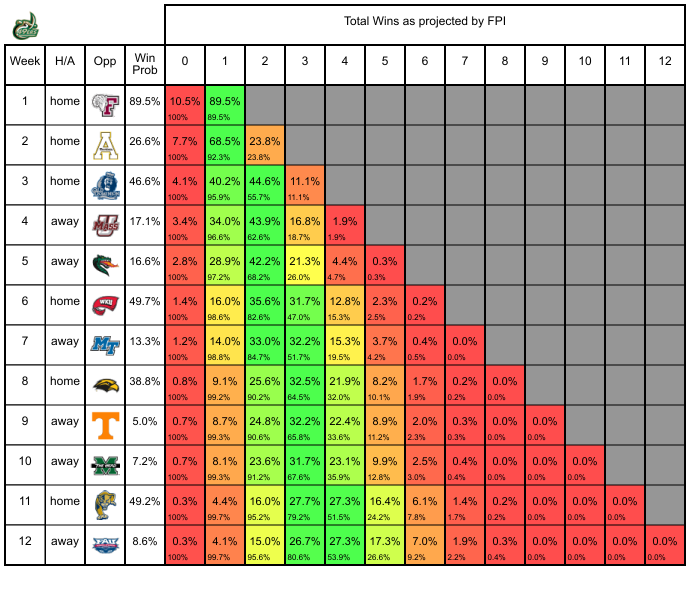 Total Wins as projected by FPI
Week H/A Opp Win Prob 0 1 2 3 4 5 6 7 8 9 10 11 12
1 home F 89.5% 10.5% 89.5%
100% 89.5%
2 home A 26.6% 7.7% 68.5% 23.8%
100% 92.3% 23.8%
3 home 46.6% 4.1% 40.2% 44.6% 11.1%
100% 95.9% 55.7% 11.1%
4 away U Mass 17.1% 3.4% 34.0% 43.9% 16.8% 1.9%
100% 96.6% 62.6% 18.7% 1.9%
5 away 16.6% 2.8% 28.9% 42.2% 21.3% 4.4% 0.3%
100% 97.2% 68.2% 26.0% 4.7% 0.3%
6 home WKU 49.7% 1.4% 16.0% 35.6% 31.7% 12.8% 2.3% 0.2%
100% 98.6% 82.6% 47.0% 15.3% 2.5% 0.2%
7 away MT 13.3% 1.2% 14.0% 33.0% 32.2% 15.3% 3.7% 0.4% 0.0%
100% 98.8% 84.7% 51.7% 19.5% 4.2% 0.5% 0.0%
8 home 38.8% 0.8% 9.1% 25.6% 32.5% 21.9% 8.2% 1.7% 0.2% 0.0%
100% 99.2% 90.2% 64.5% 32.0% 10.1% 1.9% 0.2% 0.0%
9 away T 5.0% 0.7% 8.7% 24.8% 32.2% 22.4% 8.9% 2.0% 0.3% 0.0% 0.0%
100% 99.3% 90.6% 65.8% 33.6% 11.2% 2.3% 0.3% 0.0% 0.0%
10 away M 7.2% 0.7% 8.1% 23.6% 31.7% 23.1% 9.9% 2.5% 0.4% 0.0% 0.0% 0.0%
100% 99.3% 91.2% 67.6% 35.9% 12.8% 3.0% 0.4% 0.0% 0.0% 0.0%
11 home 49.2% 0.3% 4.4% 16.0% 27.7% 27.3% 16.4% 6.1% 1.4% 0.2% 0.0% 0.0% 0.0%
100% 99.7% 95.2% 79.2% 51.5% 24.2% 7.8% 1.7% 0.2% 0.0% 0.0% 0.0%
12 away FAU 8.6% 0.3% 4.1% 15.0% 26.7% 27.3% 17.3% 7.0% 1.9% 0.3% 0.0% 0.0% 0.0% 0.0%
100% 99.7% 95.6% 80.6% 53.9% 26.6% 9.2% 2.2% 0.4% 0.0% 0.0% 0.0% 0.0%